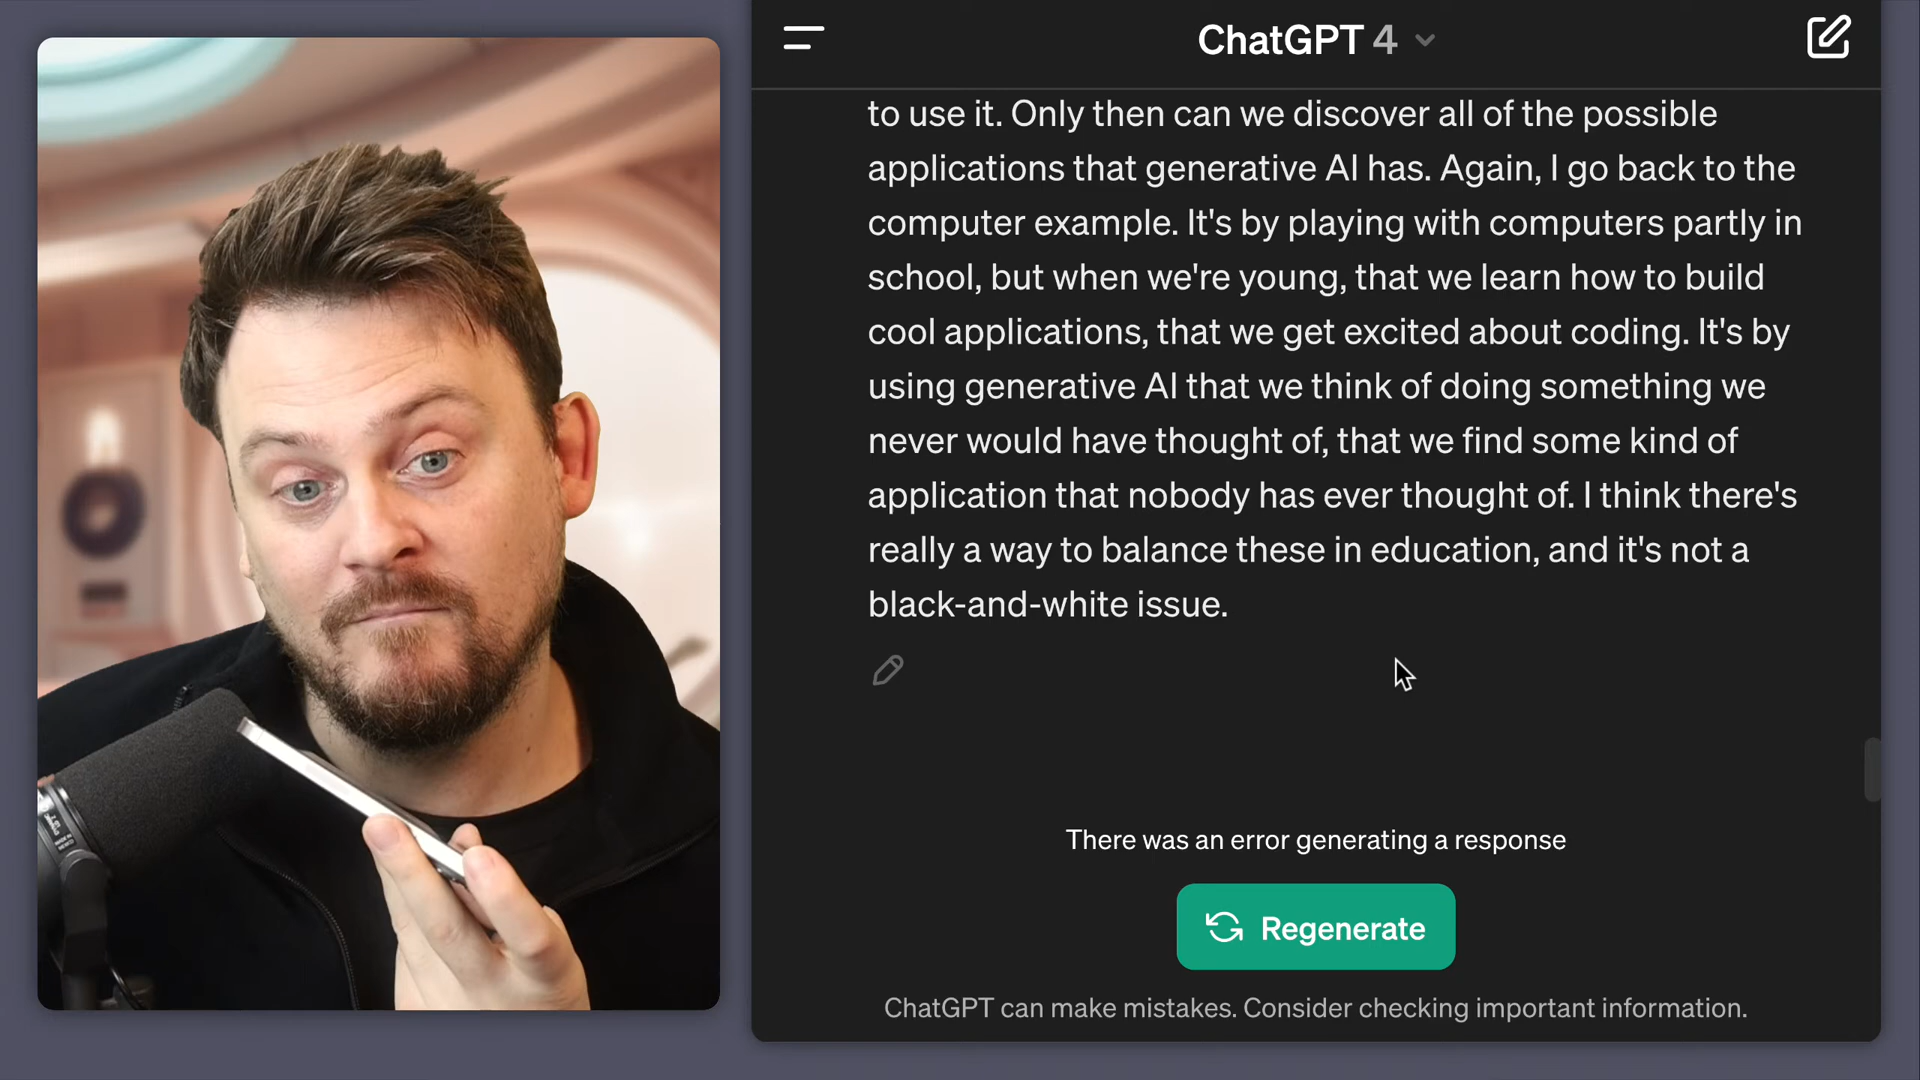 ChatGPT 4
to use it. Only then can we discover all of the possible
applications that generative AI has. Again, I go back to the
computer example. It's by playing with computers partly in
school, but when we're young, that we learn how to build
cool applications, that we get excited about coding. It's by
using generative AI that we think of doing something we
never would have thought of, that we find some kind of
application that nobody has ever thought of. I think there's
really a way to balance these in education, and it's not a
black-and-white issue.
There was an error generating a response
Regenerate
ChatGPT can make mistakes. Consider checking important information.